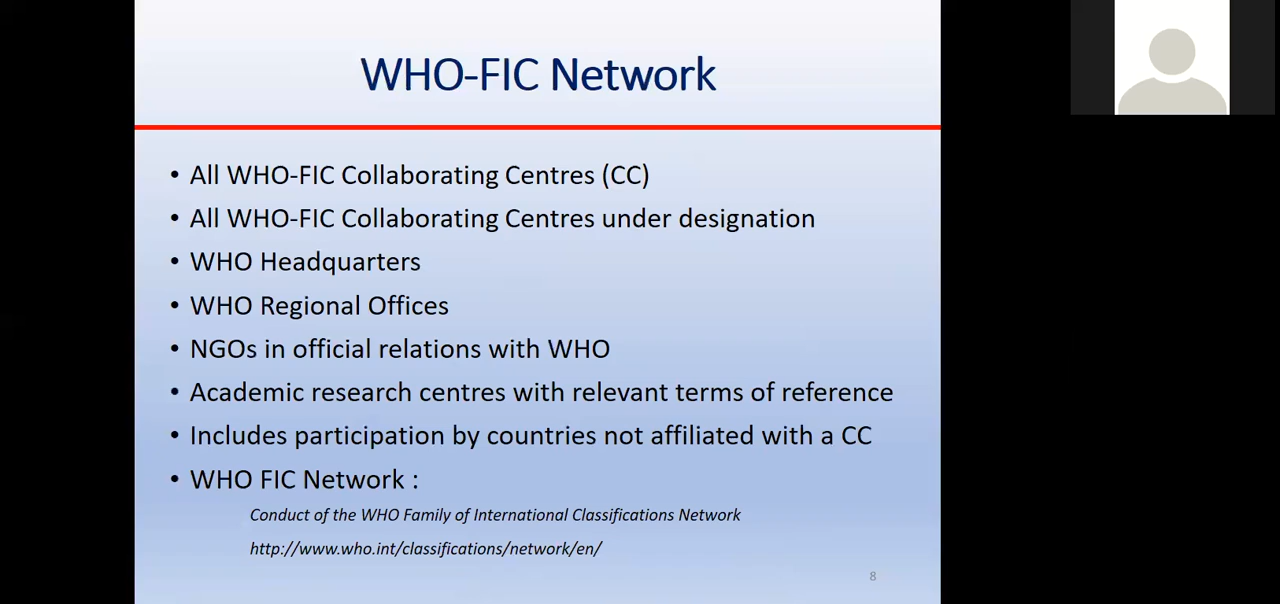 WHO-FIC Network
• All WHO-FIC Collaborating Centres (CC)
• All WHO-FIC Collaborating Centres under designation
• WHO Headquarters
• WHO Regional Offices
• NGOs in official relations with WHO
• Academic research centres with relevant terms of reference
• Includes participation by countries not affiliated with a CC
• WHO FIC Network :
Conduct of the WHO Family of International Classifications Network
http://www.who.int/classifications/network/en/
8